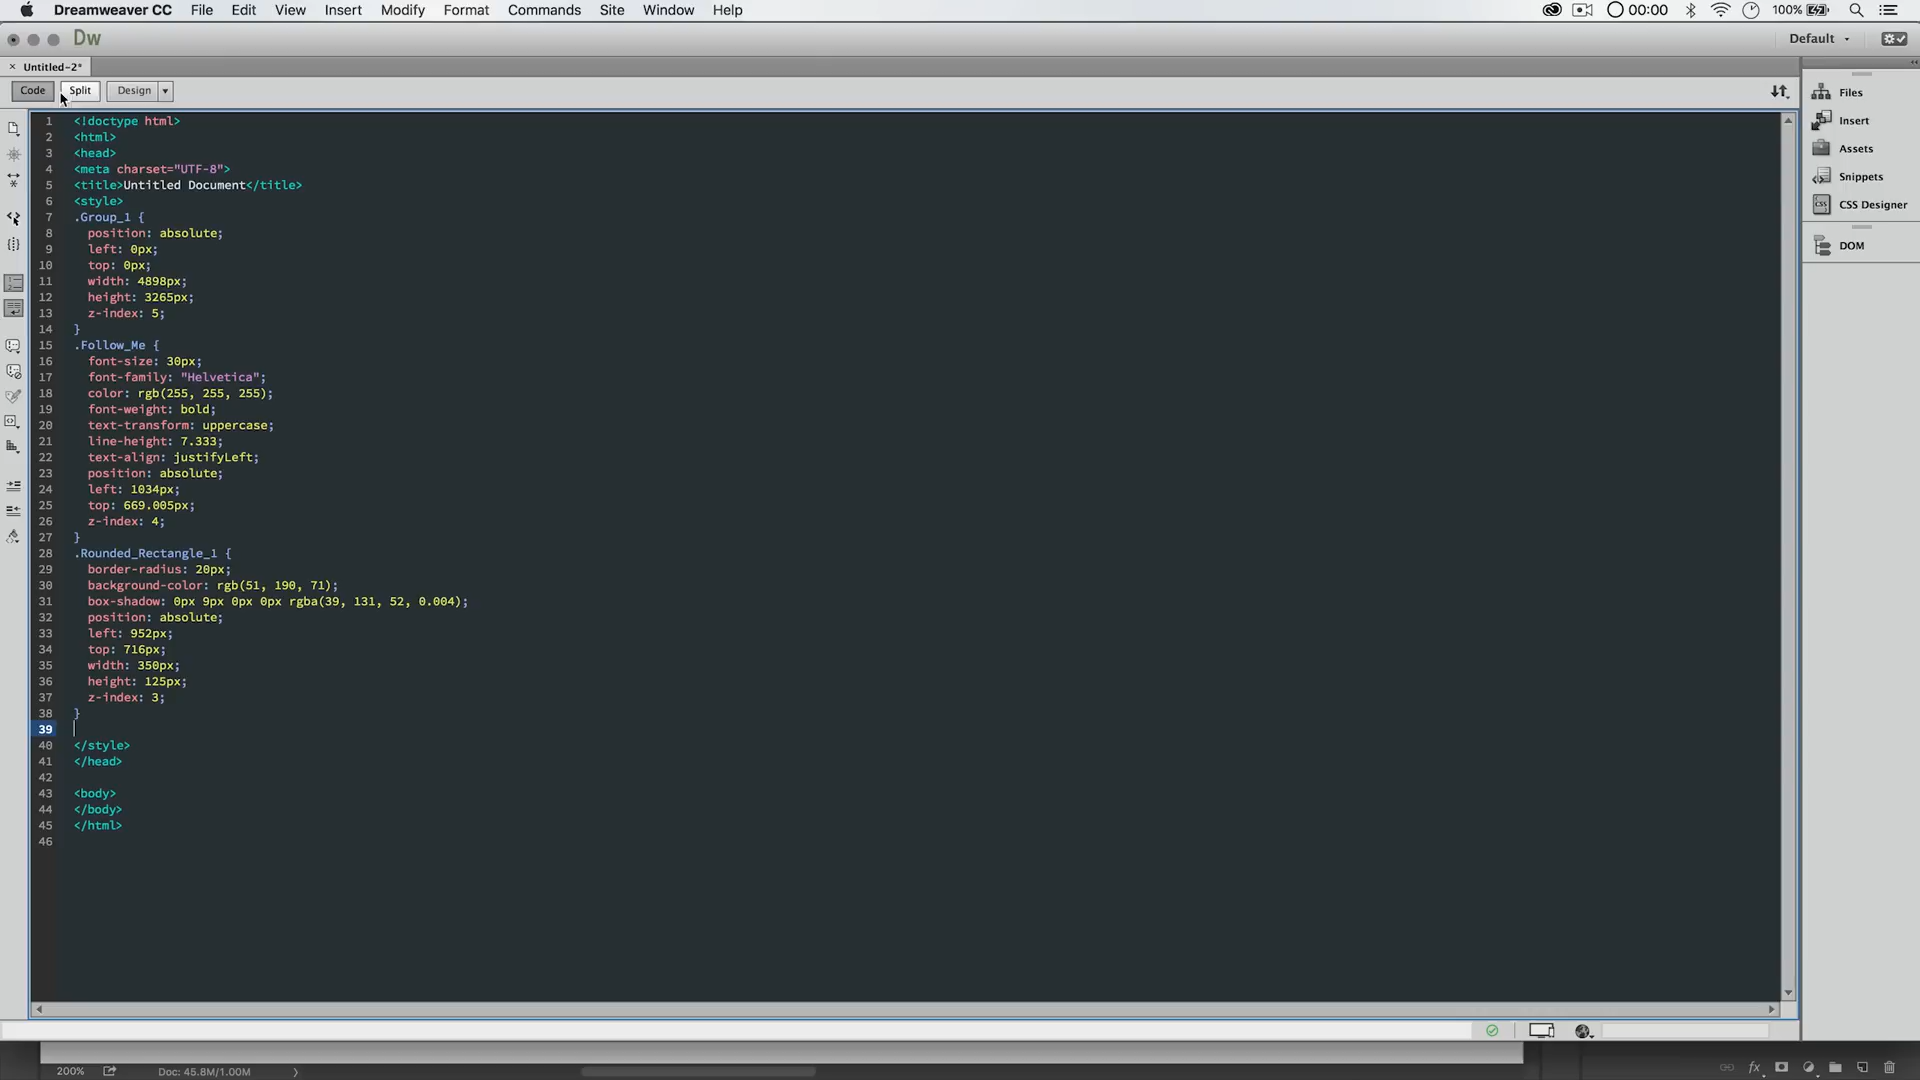 Dreamweaver CC File Edit View Insert Modify Format Commands Site Window Help 00:00 100%
Dw Default
× Untitled-2*
Code Split Design
1 <!doctype html>
2 <html>
3 <head>
4 <meta charset="UTF-8">
5 <title>Untitled Document</title>
6 <style>
7 .Group_1 {
8 position: absolute;
9 left: 0px;
10 top: 0px;
11 width: 4898px;
12 height: 3265px;
13 z-index: 5;
14 }
15 .Follow_Me {
16 font-size: 30px;
17 font-family: "Helvetica";
18 color: rgb(255, 255, 255);
19 font-weight: bold;
20 text-transform: uppercase;
21 line-height: 7.333;
22 text-align: justifyLeft;
23 position: absolute;
24 left: 1034px;
25 top: 669.005px;
26 z-index: 4;
27 }
28 .Rounded_Rectangle_1 {
29 border-radius: 20px;
30 background-color: rgb(51, 190, 71);
31 box-shadow: 0px 9px 0px 0px rgba(39, 131, 52, 0.004);
32 position: absolute;
33 left: 952px;
34 top: 716px;
35 width: 350px;
36 height: 125px;
37 z-index: 3;
38 }
39
40 </style>
41 </head>
42
43 <body>
44 </body>
45 </html>
46
Files
Insert
Assets
Snippets
CSS Designer
DOM
200% Doc: 45.8M/1.00M
fx